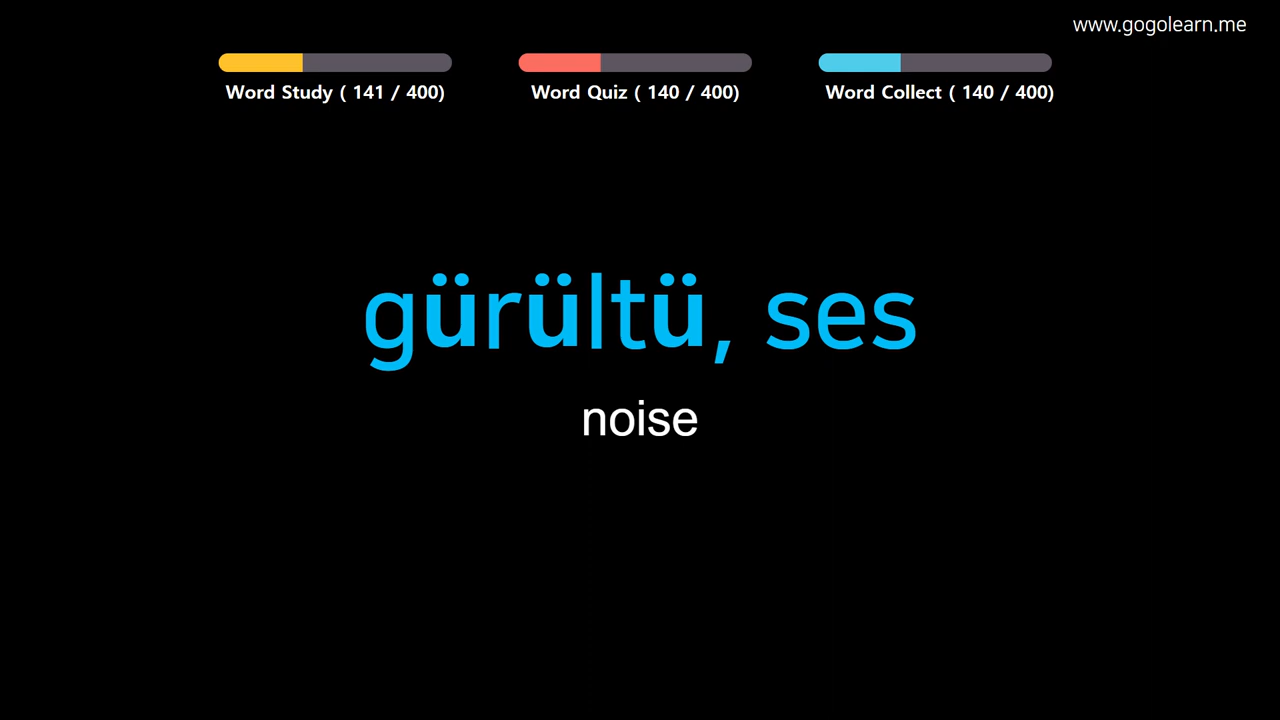 www.gogolearn.me
Word Study ( 141 / 400)
Word Quiz ( 140 / 400)
Word Collect ( 140 / 400)
gürültü, ses
noise